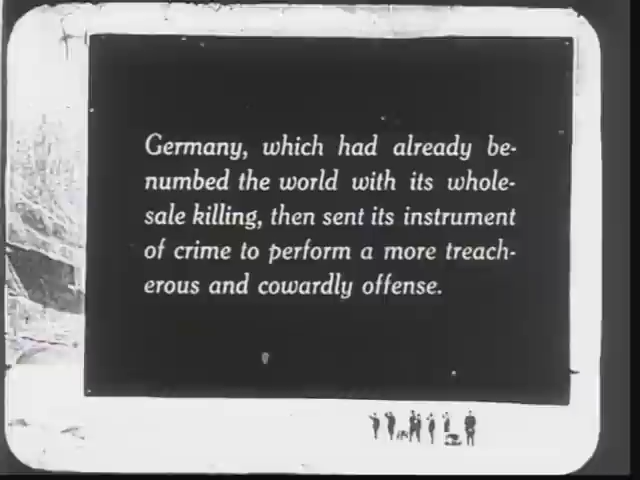 Germany, which had already be-
numbed the world with its whole-
sale killing, then sent its instrument
of crime to perform a more treach-
erous and cowardly offense.